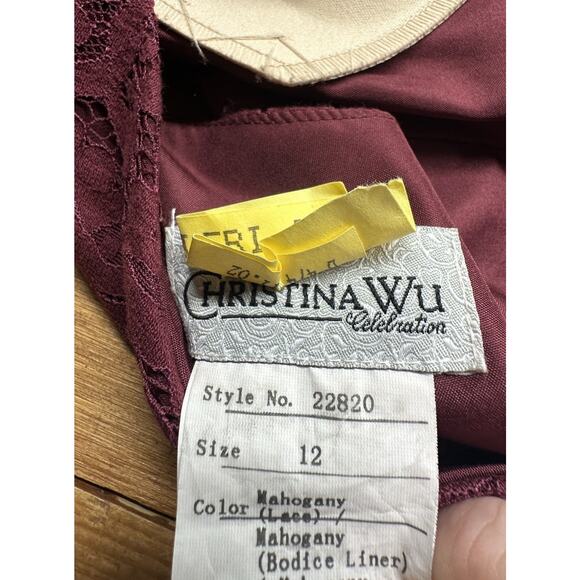 CHRISTINA WU
Celebration
Style No. 22820
Size 12
Color Mahogany
(Lace) /
Mahogany
(Bodice Liner)